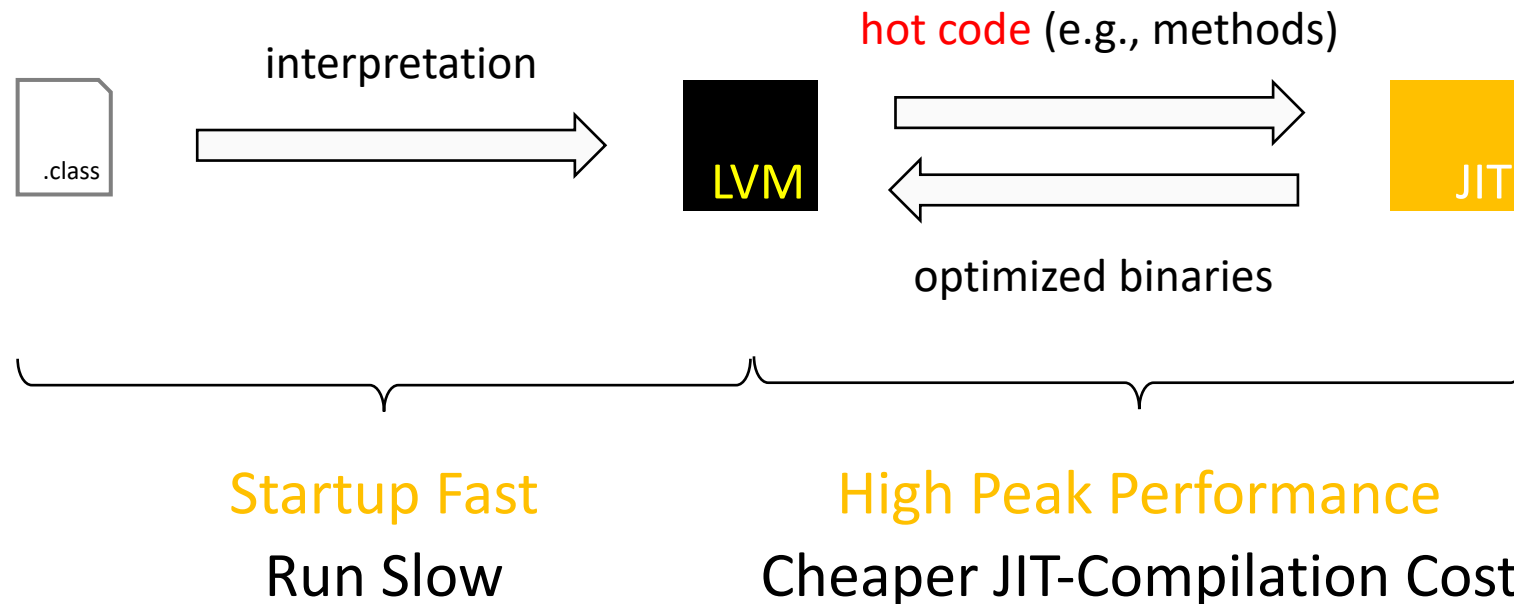 interpretation
hot code (e.g., methods)
.class
LVM
JIT
optimized binaries
Startup Fast
High Peak Performance
Run Slow
Cheaper JIT-Compilation Cost